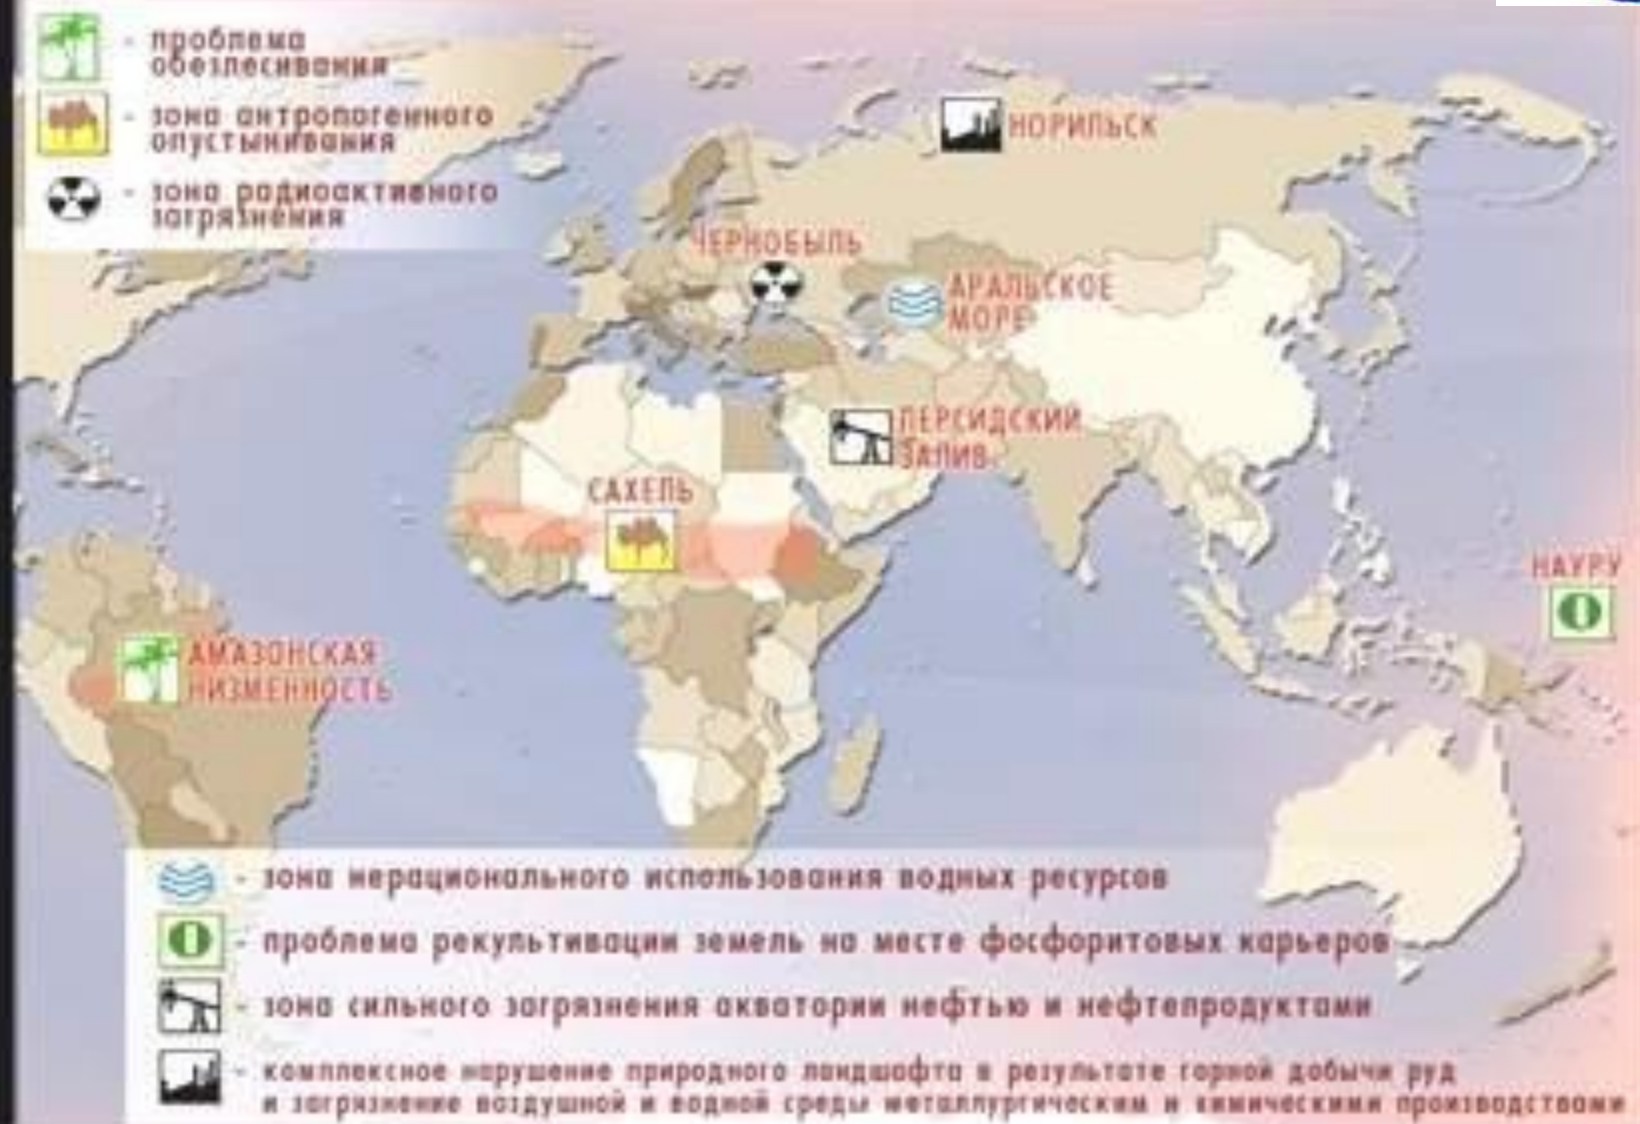 - проблема
обезлесивания
- зона антропогенного
опустынивания
- зона радиоактивного
загрязнения
НОРИЛЬСК
ЧЕРНОБЫЛЬ
АРАЛЬСКОЕ
МОРЕ
ПЕРСИДСКИЙ
ЗАЛИВ
САХЕЛЬ
НАУРУ
АМАЗОНСКАЯ
НИЗМЕННОСТЬ
- зона нерационального использования водных ресурсов
- проблема рекультивации земель на месте фосфоритовых карьеров
- зона сильного загрязнения акватории нефтью и нефтепродуктами
- комплексное нарушение природного ландшафта в результате горной добычи руд
и загрязнение воздушной и водной среды металлургическим и химическими производствами